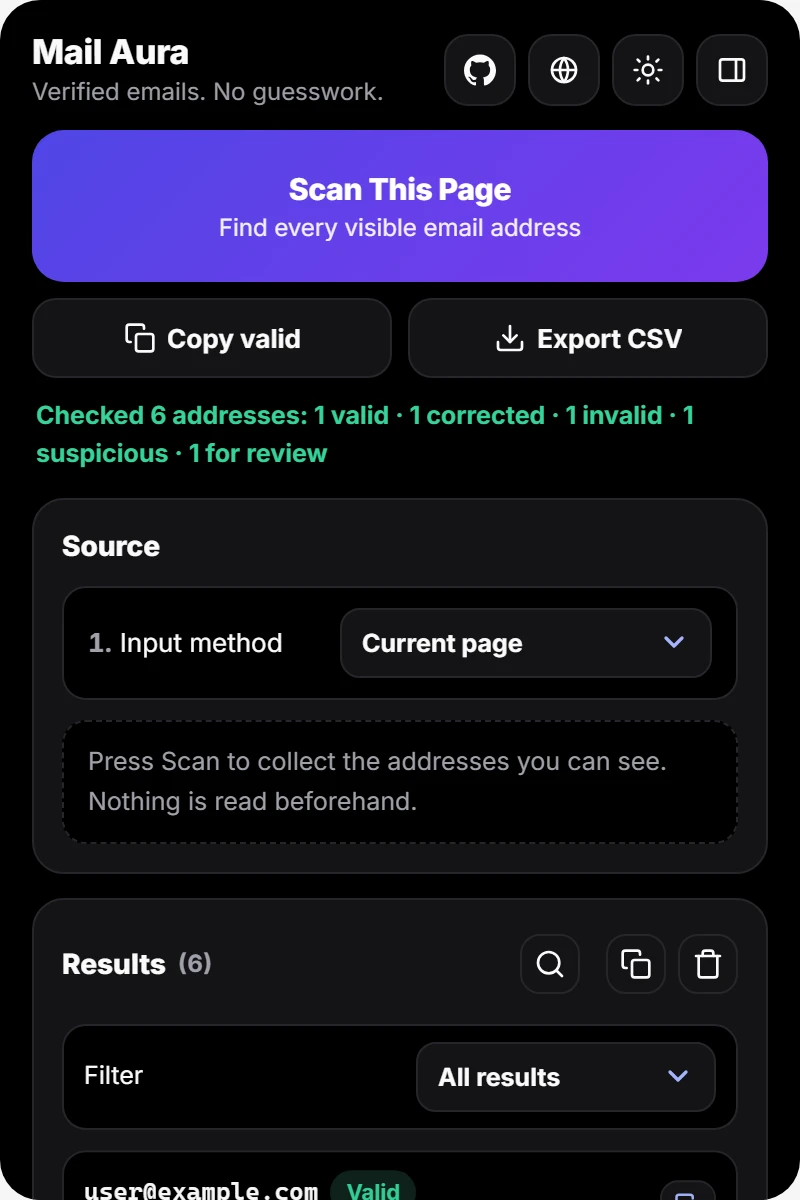 Mail Aura
Verified emails. No guesswork.
Scan This Page
Find every visible email address
Copy valid
Export CSV
Checked 6 addresses: 1 valid · 1 corrected · 1 invalid · 1
suspicious · 1 for review
Source
1. Input method
Current page
Press Scan to collect the addresses you can see.
Nothing is read beforehand.
Results (6)
Filter
All results
user@example.com Valid